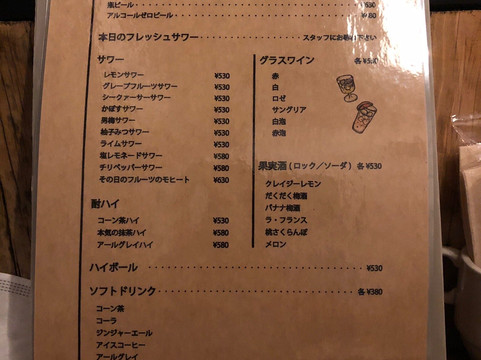 瓶ビール ¥630
アルコールゼロビール
本日のフレッシュサワー スタッフにお尋ね下さい
サワー
レモンサワー ¥530
グレープフルーツサワー ¥530
シークァーサーサワー ¥530
かぼすサワー ¥530
男梅サワー ¥530
柚子みつサワー ¥530
ライムサワー ¥530
塩レモネードサワー ¥580
チリペッパーサワー ¥580
その日のフルーツのモヒート ¥630
酎ハイ
コーン茶ハイ ¥530
本気の抹茶ハイ ¥580
アールグレイハイ ¥580
グラスワイン 各¥530
赤
白
ロゼ
サングリア
白泡
赤泡
果実酒(ロック/ソーダ) 各¥530
クレイジーレモン
だくだく梅酒
バナナ梅酒
ラ・フランス
桃さくらんぼ
メロン
ハイボール ¥530
ソフトドリンク 各¥380
コーン茶
コーラ
ジンジャーエール
アイスコーヒー
アールグレイ